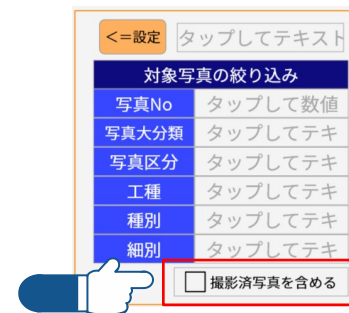 <=設定 タップしてテキスト
対象写真の絞り込み
写真No タップして数値
写真大分類 タップしてテキ
写真区分 タップしてテキ
工種 タップしてテキ
種別 タップしてテキ
細別 タップしてテキ
撮影済写真を含める